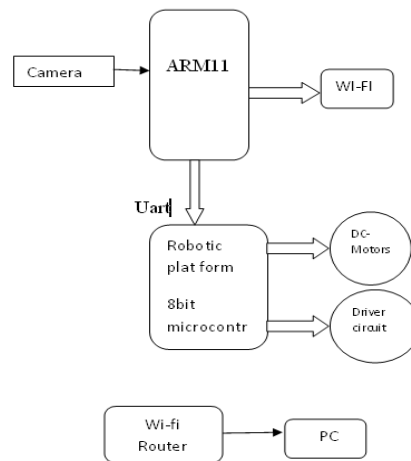 ARM11
Camera
WI-FI
Uart
Robotic
plat form
8bit
microcontr
DC-
Motors
Driver
circuit
Wi-fi
Router
PC